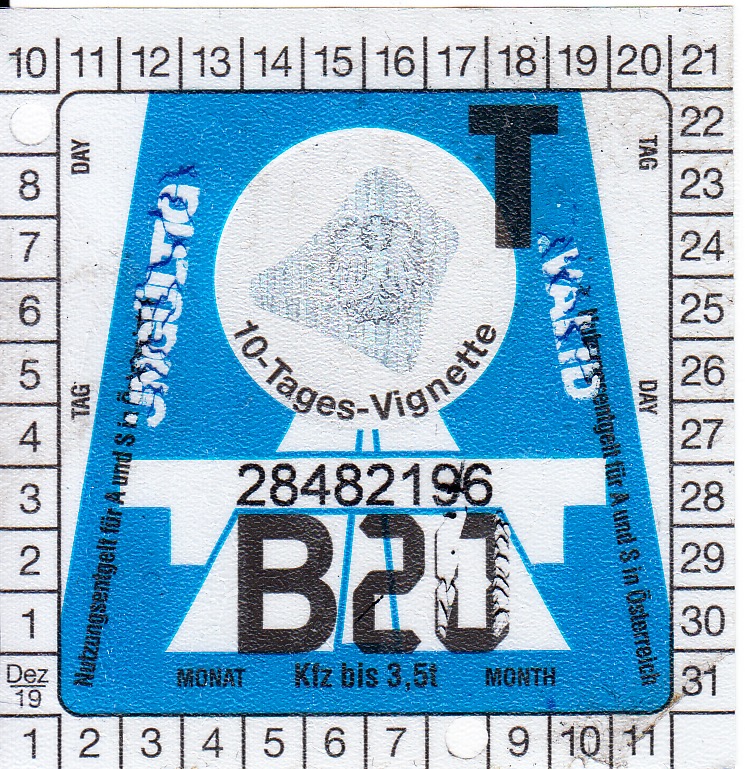 10 11 12 13 14 15 16 17 18 19 20 21
22
23
24
25
26
27
28
29
30
31
8
7
6
5
4
3
2
1
Dez
19
1 2 3 4 5 6 7 9 10 11
DAY
TAG
TAG
DAY
T
UNGÜLTIG
10-Tages-Vignette
28482196
B20
MONAT Kfz bis 3,5t MONTH
Nutzungsentgelt für A und S in
Nutzungsentgelt für A und S in Österreich